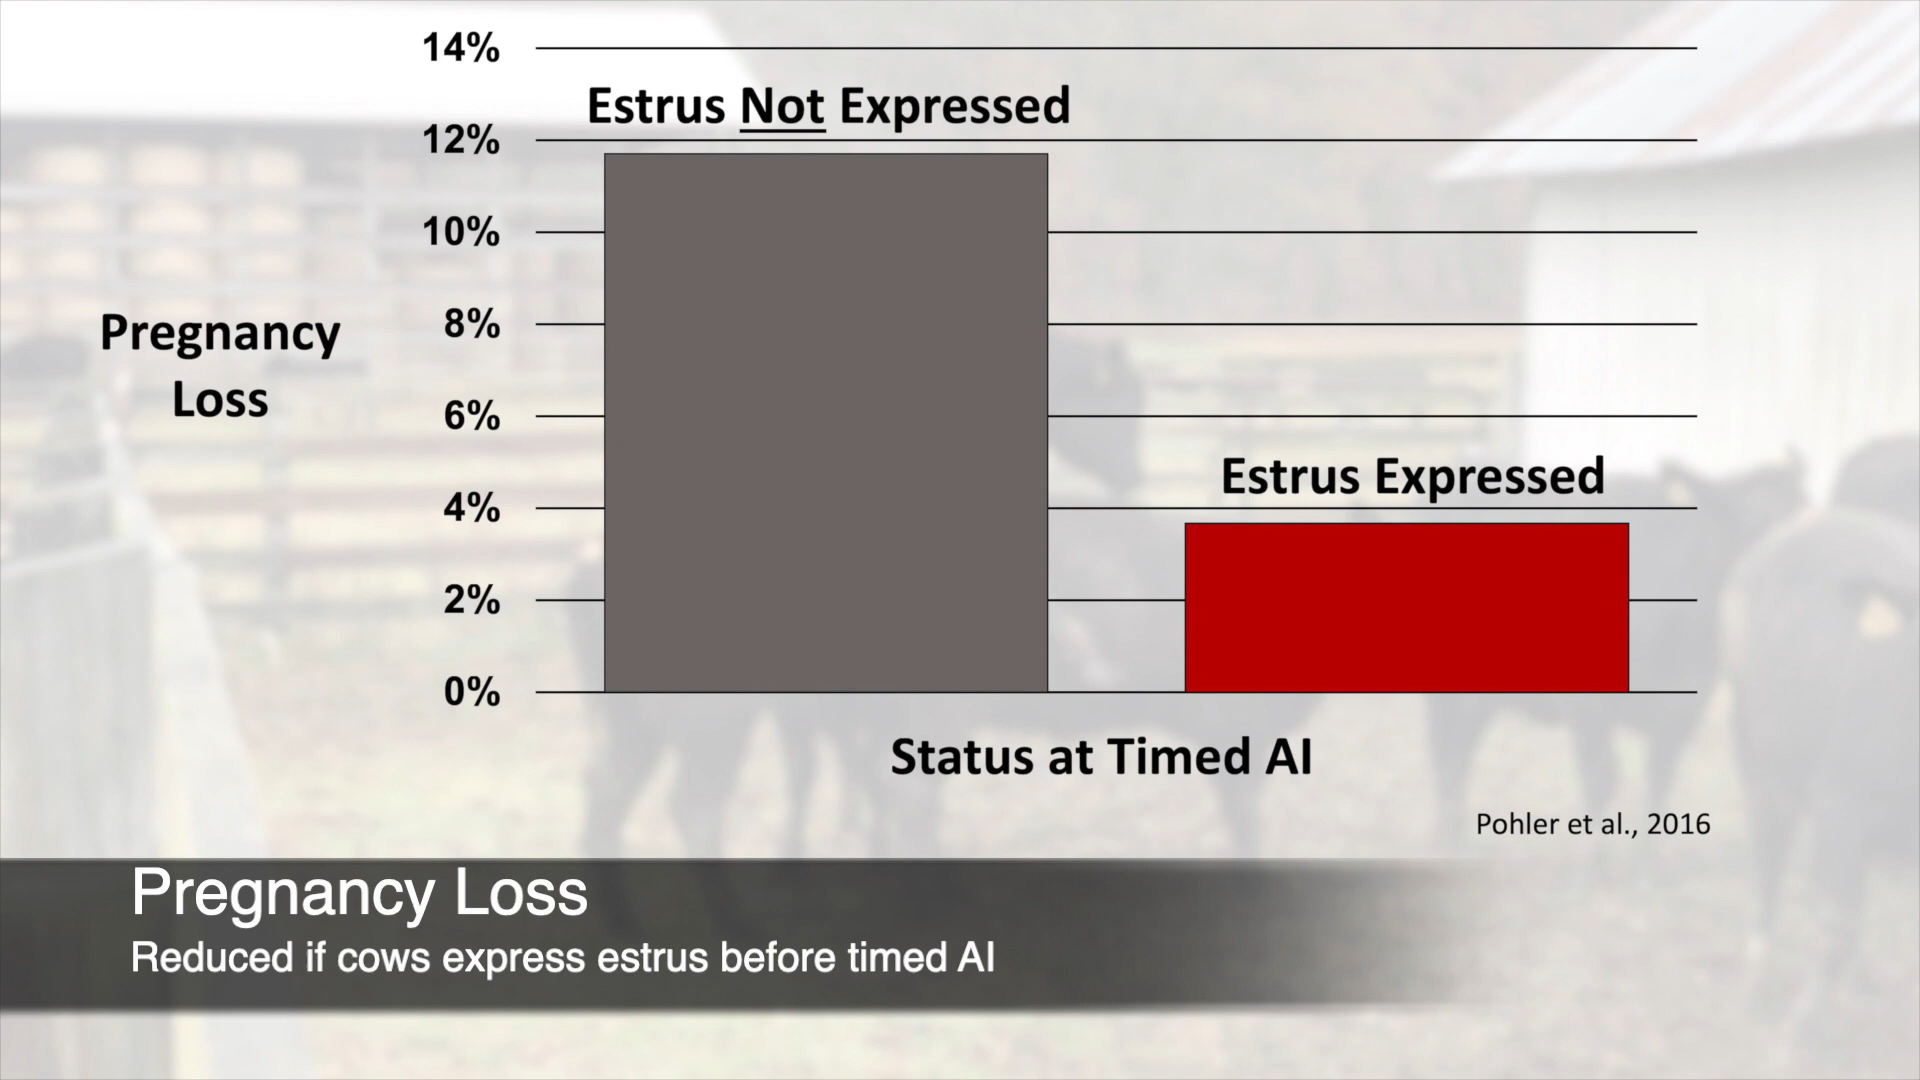 14%
Estrus Not Expressed
12%
10%
8%
Pregnancy
Loss
6%
Estrus Expressed
4%
2%
0%
Status at Timed AI
Pohler et al., 2016
Pregnancy Loss
Reduced if cows express estrus before timed AI